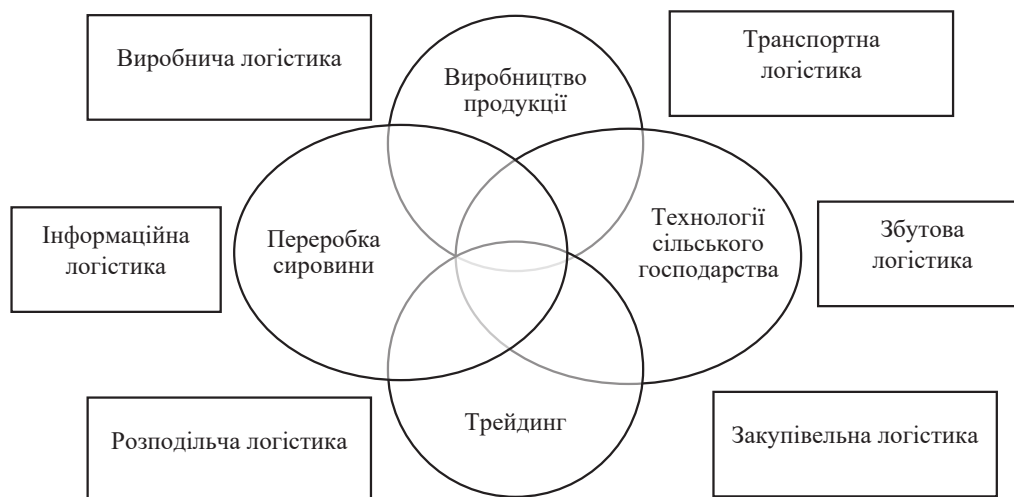 Виробнича логістика
Виробництво
продукції
Транспортна
логістика
Інформаційна
логістика
Переробка
сировини
Технології
сільського
господарства
Збутова
логістика
Розподільча логістика
Трейдинг
Закупівельна логістика